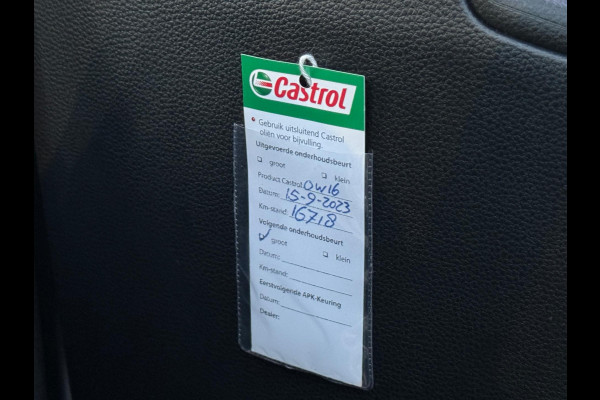 Castrol
• Gebruik uitsluitend Castrol
oliën voor bijvulling.
Uitgevoerde onderhoudsbeurt
❑ groot ❑ klein
Product Castrol: 0W16
Datum: 15-9-2023
Km-stand: 16718
Volgende onderhoudsbeurt
✓ groot ❑ klein
Datum:
Km-stand:
Eerstvolgende APK-Keuring
Datum:
Dealer: